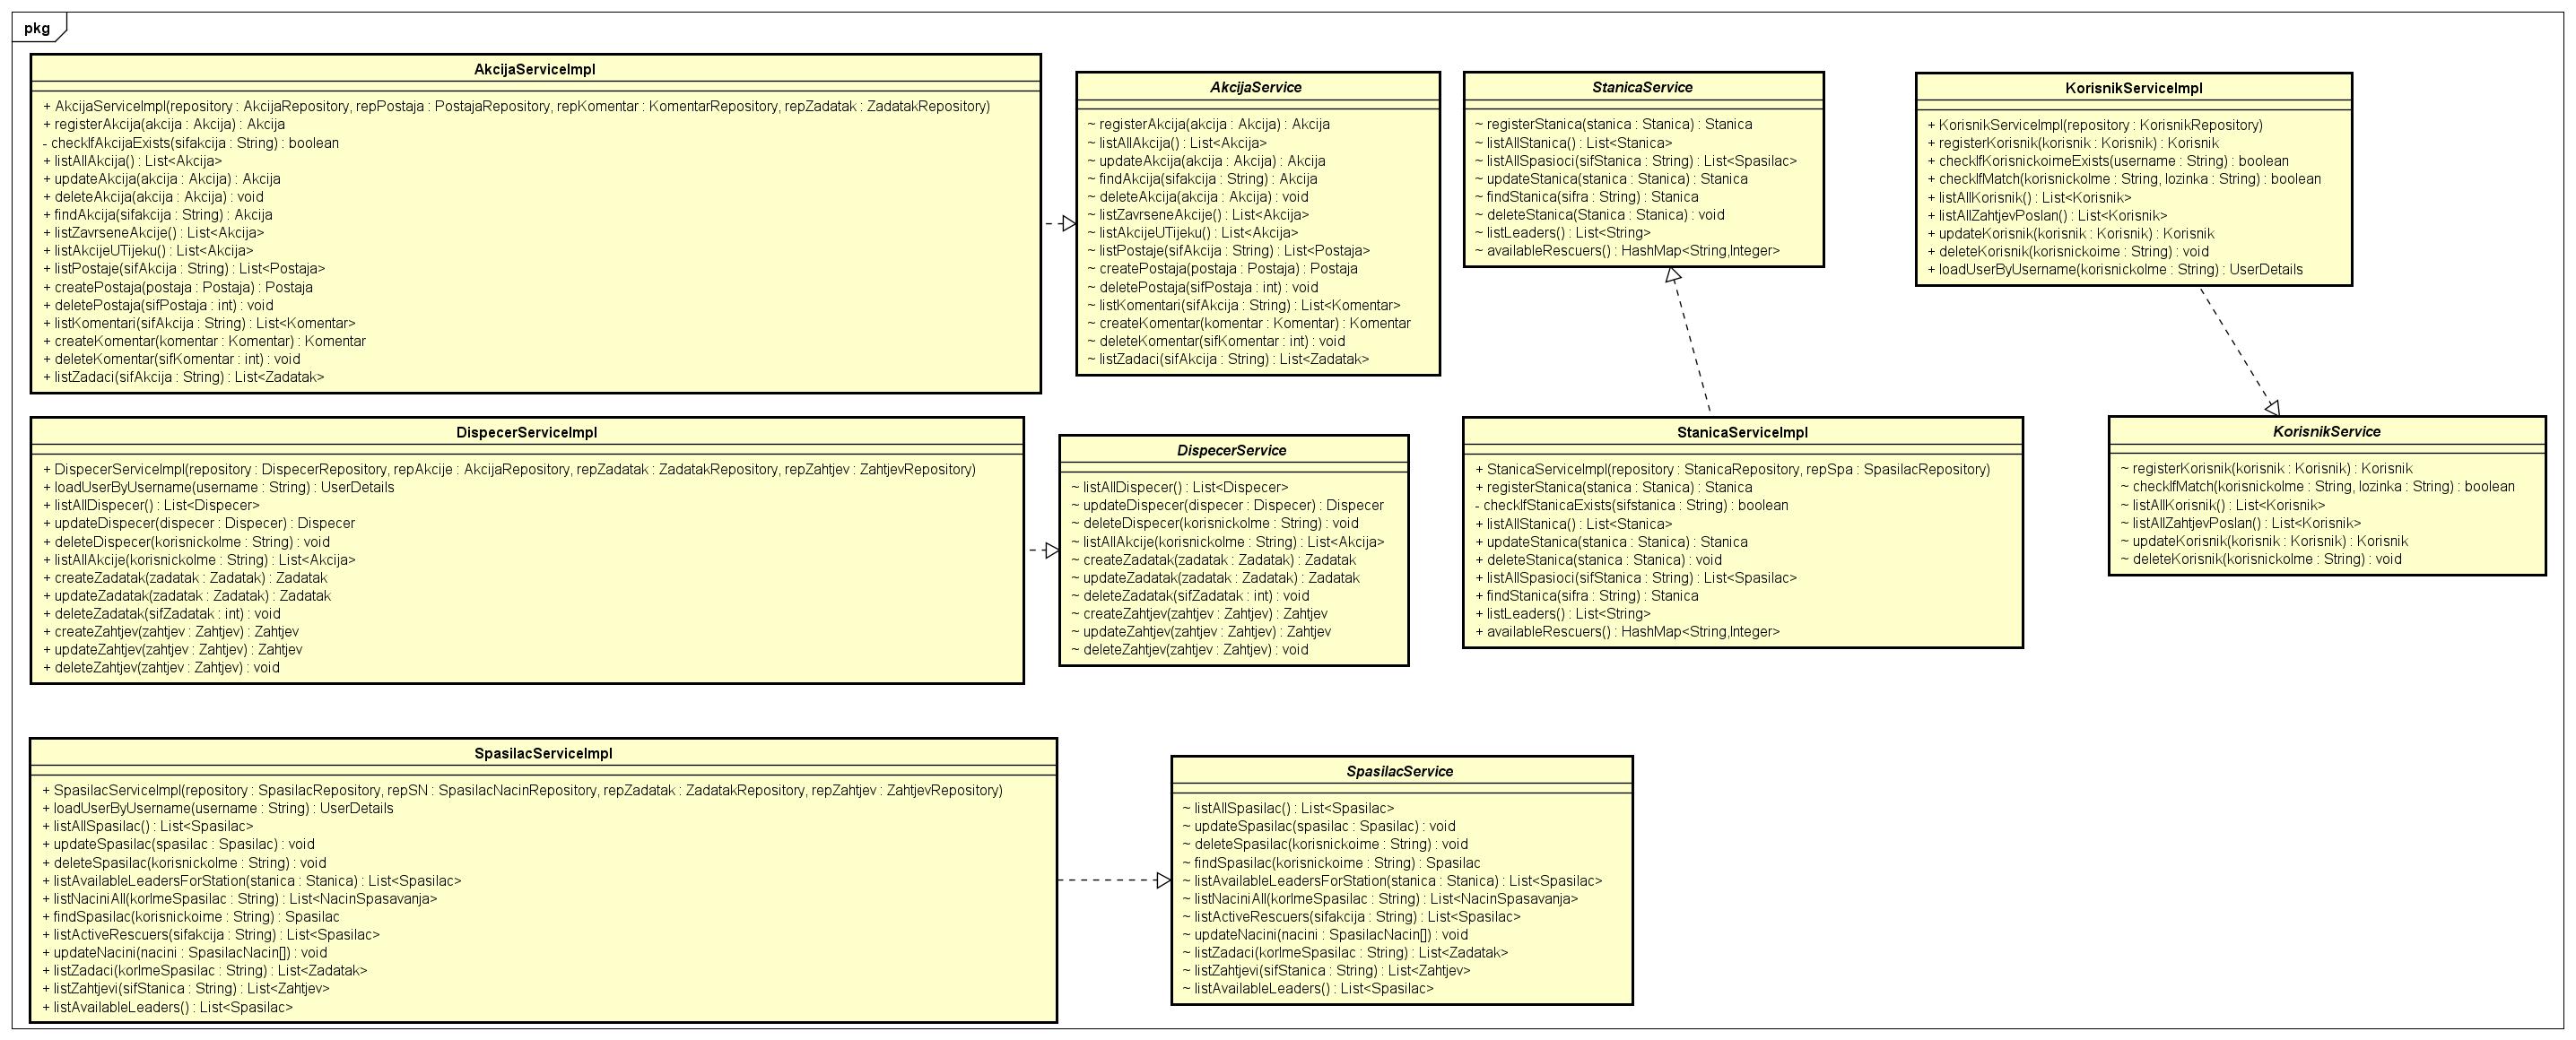 pkg
AkcijaServiceImpl
+ AkcijaServiceImpl(repository : AkcijaRepository, repPostaja : PostajaRepository, repKomentar : KomentarRepository, repZadatak : ZadatakRepository)
+ registerAkcija(akcija : Akcija) : Akcija
- checkIfAkcijaExists(sifakcija : String) : boolean
+ listAllAkcija() : List<Akcija>
+ updateAkcija(akcija : Akcija) : Akcija
+ deleteAkcija(akcija : Akcija) : void
+ findAkcija(sifakcija : String) : Akcija
+ listZavrseneAkcije() : List<Akcija>
+ listAkcijeUTijeku() : List<Akcija>
+ listPostaje(sifAkcija : String) : List<Postaja>
+ createPostaja(postaja : Postaja) : Postaja
+ deletePostaja(sifPostaja : int) : void
+ listKomentari(sifAkcija : String) : List<Komentar>
+ createKomentar(komentar : Komentar) : Komentar
+ deleteKomentar(sifKomentar : int) : void
+ listZadaci(sifAkcija : String) : List<Zadatak>
AkcijaService
~ registerAkcija(akcija : Akcija) : Akcija
~ listAllAkcija() : List<Akcija>
~ updateAkcija(akcija : Akcija) : Akcija
~ findAkcija(sifakcija : String) : Akcija
~ deleteAkcija(akcija : Akcija) : void
~ listZavrseneAkcije() : List<Akcija>
~ listAkcijeUTijeku() : List<Akcija>
~ listPostaje(sifAkcija : String) : List<Postaja>
~ createPostaja(postaja : Postaja) : Postaja
~ deletePostaja(sifPostaja : int) : void
~ listKomentari(sifAkcija : String) : List<Komentar>
~ createKomentar(komentar : Komentar) : Komentar
~ deleteKomentar(sifKomentar : int) : void
~ listZadaci(sifAkcija : String) : List<Zadatak>
StanicaService
~ registerStanica(stanica : Stanica) : Stanica
~ listAllStanica() : List<Stanica>
~ listAllSpasioci(sifStanica : String) : List<Spasilac>
~ updateStanica(stanica : Stanica) : Stanica
~ findStanica(sifra : String) : Stanica
~ deleteStanica(Stanica : Stanica) : void
~ listLeaders() : List<String>
~ availableRescuers() : HashMap<String,Integer>
KorisnikServiceImpl
+ KorisnikServiceImpl(repository : KorisnikRepository)
+ registerKorisnik(korisnik : Korisnik) : Korisnik
+ checkIfKorisnickoimeExists(username : String) : boolean
+ checkIfMatch(korisnickoIme : String, lozinka : String) : boolean
+ listAllKorisnik() : List<Korisnik>
+ listAllZahtjevPoslan() : List<Korisnik>
+ updateKorisnik(korisnik : Korisnik) : Korisnik
+ deleteKorisnik(korisnickoime : String) : void
+ loadUserByUsername(korisnickoIme : String) : UserDetails
DispecerServiceImpl
+ DispecerServiceImpl(repository : DispecerRepository, repAkcije : AkcijaRepository, repZadatak : ZadatakRepository, repZahtjev : ZahtjevRepository)
+ loadUserByUsername(username : String) : UserDetails
+ listAllDispecer() : List<Dispecer>
+ updateDispecer(dispecer : Dispecer) : Dispecer
+ deleteDispecer(korisnickoIme : String) : void
+ listAllAkcije(korisnickoIme : String) : List<Akcija>
+ createZadatak(zadatak : Zadatak) : Zadatak
+ updateZadatak(zadatak : Zadatak) : Zadatak
+ deleteZadatak(sifZadatak : int) : void
+ createZahtjev(zahtjev : Zahtjev) : Zahtjev
+ updateZahtjev(zahtjev : Zahtjev) : Zahtjev
+ deleteZahtjev(zahtjev : Zahtjev) : void
DispecerService
~ listAllDispecer() : List<Dispecer>
~ updateDispecer(dispecer : Dispecer) : Dispecer
~ deleteDispecer(korisnickoIme : String) : void
~ listAllAkcije(korisnickoIme : String) : List<Akcija>
~ createZadatak(zadatak : Zadatak) : Zadatak
~ updateZadatak(zadatak : Zadatak) : Zadatak
~ deleteZadatak(sifZadatak : int) : void
~ createZahtjev(zahtjev : Zahtjev) : Zahtjev
~ updateZahtjev(zahtjev : Zahtjev) : Zahtjev
~ deleteZahtjev(zahtjev : Zahtjev) : void
StanicaServiceImpl
+ StanicaServiceImpl(repository : StanicaRepository, repSpa : SpasilacRepository)
+ registerStanica(stanica : Stanica) : Stanica
- checkIfStanicaExists(sifstanica : String) : boolean
+ listAllStanica() : List<Stanica>
+ updateStanica(stanica : Stanica) : Stanica
+ deleteStanica(stanica : Stanica) : void
+ listAllSpasioci(sifStanica : String) : List<Spasilac>
+ findStanica(sifra : String) : Stanica
+ listLeaders() : List<String>
+ availableRescuers() : HashMap<String,Integer>
KorisnikService
~ registerKorisnik(korisnik : Korisnik) : Korisnik
~ checkIfMatch(korisnickoIme : String, lozinka : String) : boolean
~ listAllKorisnik() : List<Korisnik>
~ listAllZahtjevPoslan() : List<Korisnik>
~ updateKorisnik(korisnik : Korisnik) : Korisnik
~ deleteKorisnik(korisnickoIme : String) : void
SpasilacServiceImpl
+ SpasilacServiceImpl(repository : SpasilacRepository, repSN : SpasilacNacinRepository, repZadatak : ZadatakRepository, repZahtjev : ZahtjevRepository)
+ loadUserByUsername(username : String) : UserDetails
+ listAllSpasilac() : List<Spasilac>
+ updateSpasilac(spasilac : Spasilac) : void
+ deleteSpasilac(korisnickoIme : String) : void
+ listAvailableLeadersForStation(stanica : Stanica) : List<Spasilac>
+ listNaciniAll(korImeSpasilac : String) : List<NacinSpasavanja>
+ findSpasilac(korisnickoime : String) : Spasilac
+ listActiveRescuers(sifakcija : String) : List<Spasilac>
+ updateNacini(nacini : SpasilacNacin[]) : void
+ listZadaci(korImeSpasilac : String) : List<Zadatak>
+ listZahtjevi(sifStanica : String) : List<Zahtjev>
+ listAvailableLeaders() : List<Spasilac>
SpasilacService
~ listAllSpasilac() : List<Spasilac>
~ updateSpasilac(spasilac : Spasilac) : void
~ deleteSpasilac(korisnickoime : String) : void
~ findSpasilac(korisnickoime : String) : Spasilac
~ listAvailableLeadersForStation(stanica : Stanica) : List<Spasilac>
~ listNaciniAll(korImeSpasilac : String) : List<NacinSpasavanja>
~ listActiveRescuers(sifakcija : String) : List<Spasilac>
~ updateNacini(nacini : SpasilacNacin[]) : void
~ listZadaci(korImeSpasilac : String) : List<Zadatak>
~ listZahtjevi(sifStanica : String) : List<Zahtjev>
~ listAvailableLeaders() : List<Spasilac>